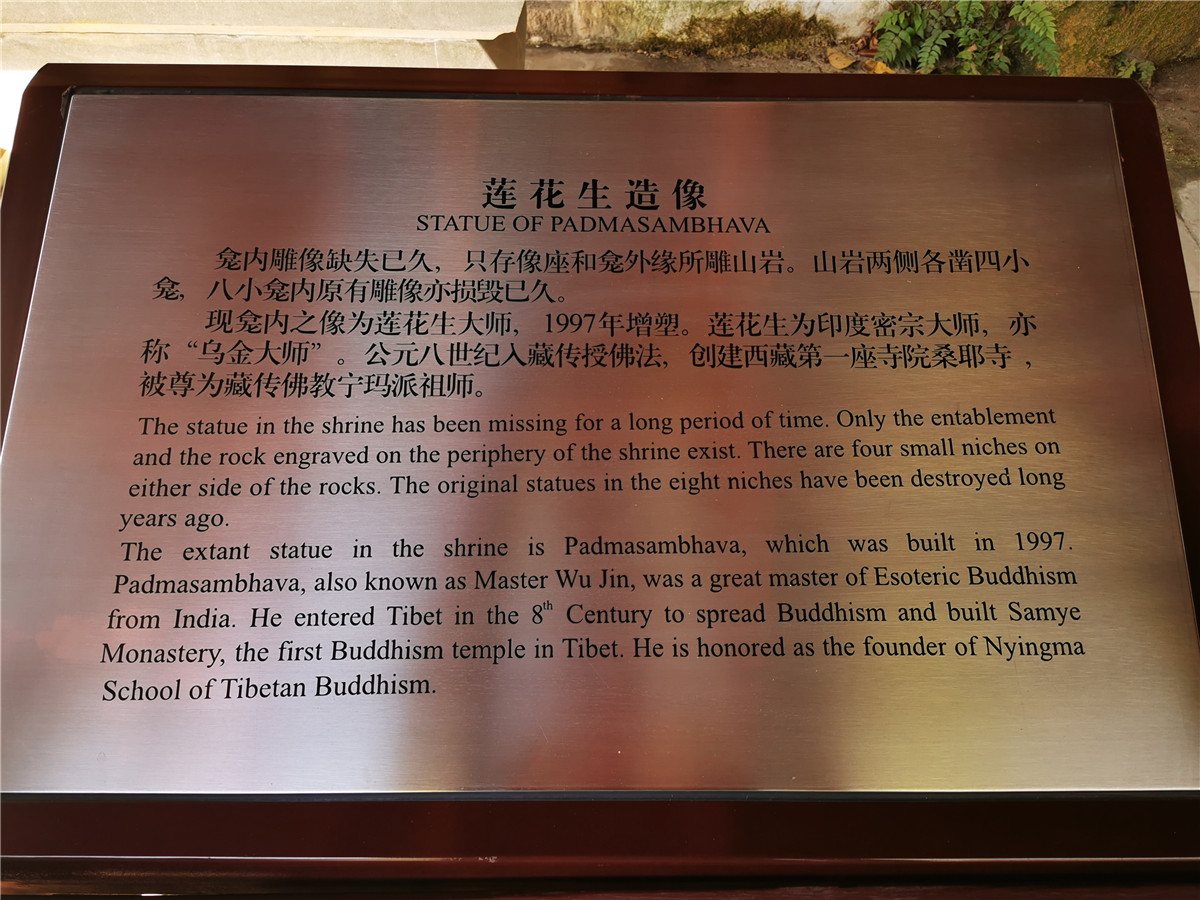 莲花生造像
STATUE OF PADMASAMBHAVA
龛内雕像缺失已久，只存像座和龛外缘所雕山岩。山岩两侧各凿四小
龛，八小龛内原有雕像亦损毁已久。
现龛内之像为莲花生大师，1997年增塑。莲花生为印度密宗大师，亦
称“乌金大师”。公元八世纪入藏传授佛法，创建西藏第一座寺院桑耶寺，
被尊为藏传佛教宁玛派祖师。
The statue in the shrine has been missing for a long period of time. Only the entablement
and the rock engraved on the periphery of the shrine exist. There are four small niches on
either side of the rocks. The original statues in the eight niches have been destroyed long
years ago.
The extant statue in the shrine is Padmasambhava, which was built in 1997.
Padmasambhava, also known as Master Wu Jin, was a great master of Esoteric Buddhism
from India. He entered Tibet in the 8th Century to spread Buddhism and built Samye
Monastery, the first Buddhism temple in Tibet. He is honored as the founder of Nyingma
School of Tibetan Buddhism.